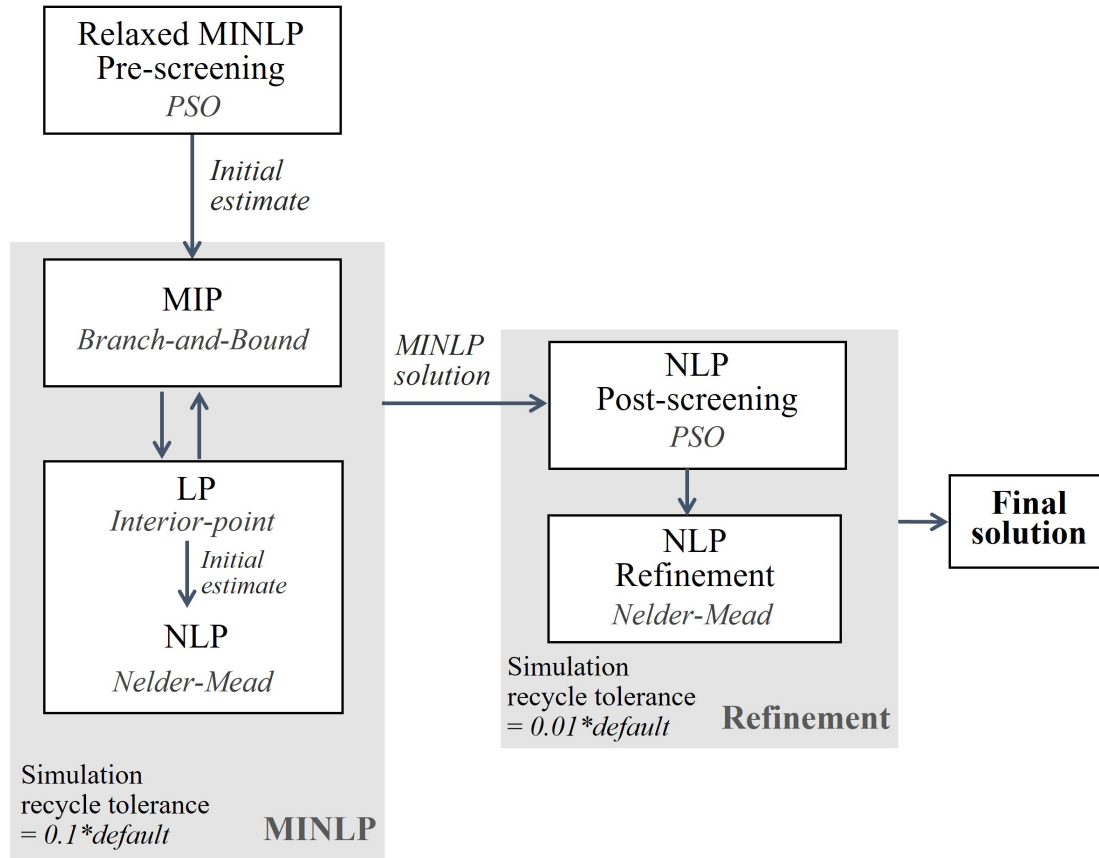 Relaxed MINLP
Pre-screening
PSO
Initial
estimate
MIP
Branch-and-Bound
LP
Interior-point
Initial
estimate
NLP
Nelder-Mead
Simulation
recycle tolerance
= 0.1*default
MINLP
MINLP
solution
NLP
Post-screening
PSO
NLP
Refinement
Nelder-Mead
Simulation
recycle tolerance
= 0.01*default
Refinement
Final
solution